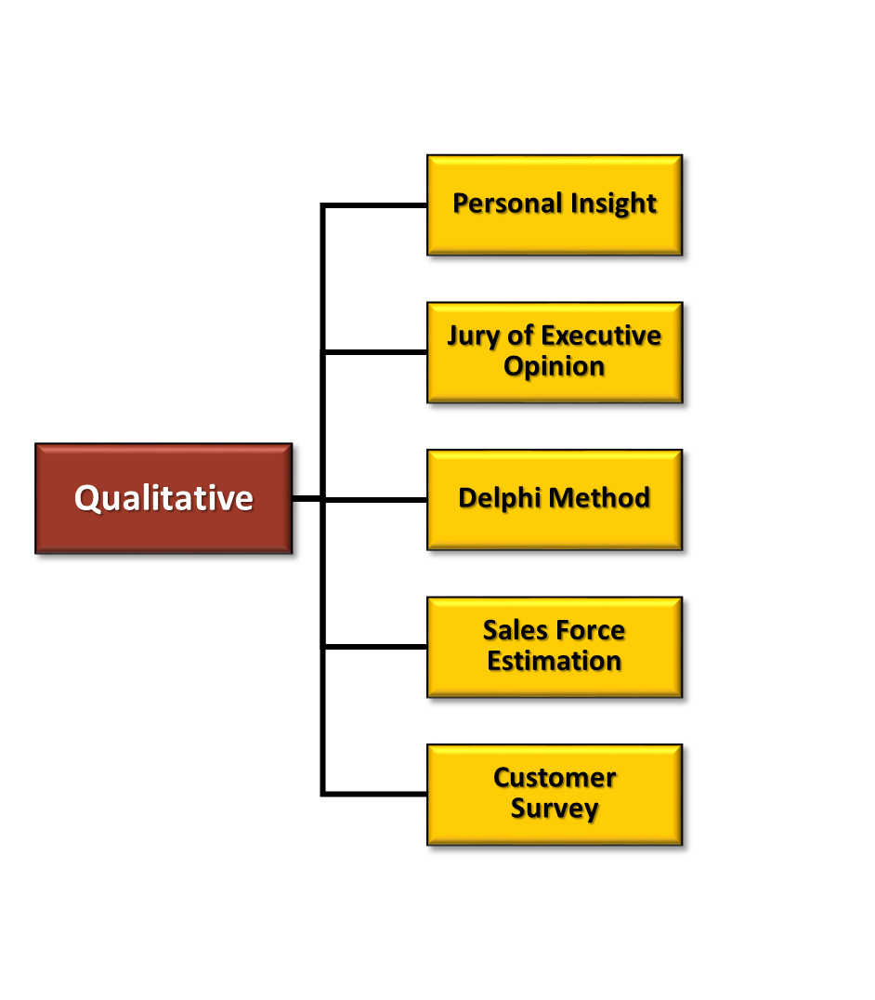 Personal Insight
Jury of Executive
Opinion
Qualitative
Delphi Method
Sales Force
Estimation
Customer
Survey